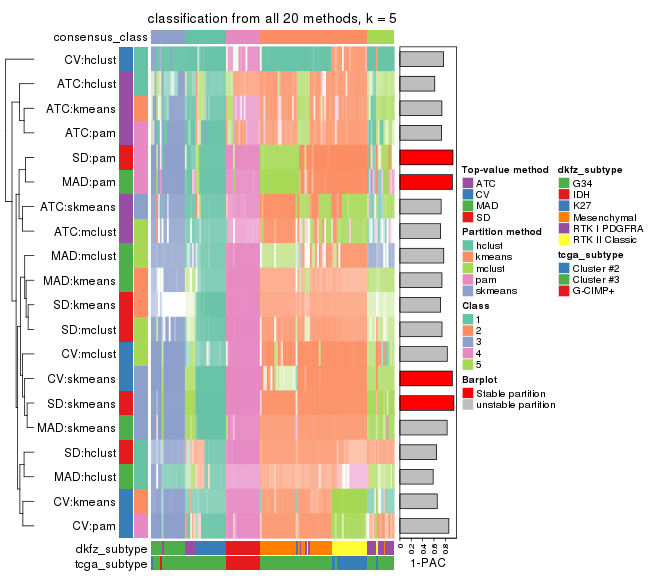 classification from all 20 methods, k = 5
consensus_class
CV:hclust
ATC:hclust
ATC:kmeans
ATC:pam
SD:pam
MAD:pam
ATC:skmeans
ATC:mclust
MAD:mclust
MAD:kmeans
SD:kmeans
SD:mclust
CV:mclust
CV:skmeans
SD:skmeans
MAD:skmeans
SD:hclust
MAD:hclust
CV:kmeans
CV:pam
dkfz_subtype
tcga_subtype
0
0.2
0.4
0.6
0.8
1-PAC
Top-value method
ATC
CV
MAD
SD
Partition method
hclust
kmeans
mclust
pam
skmeans
Class
1
2
3
4
5
Barplot
Stable partition
unstable partition
dkfz_subtype
G34
IDH
K27
Mesenchymal
RTK I PDGFRA
RTK II Classic
tcga_subtype
Cluster #2
Cluster #3
G-CIMP+